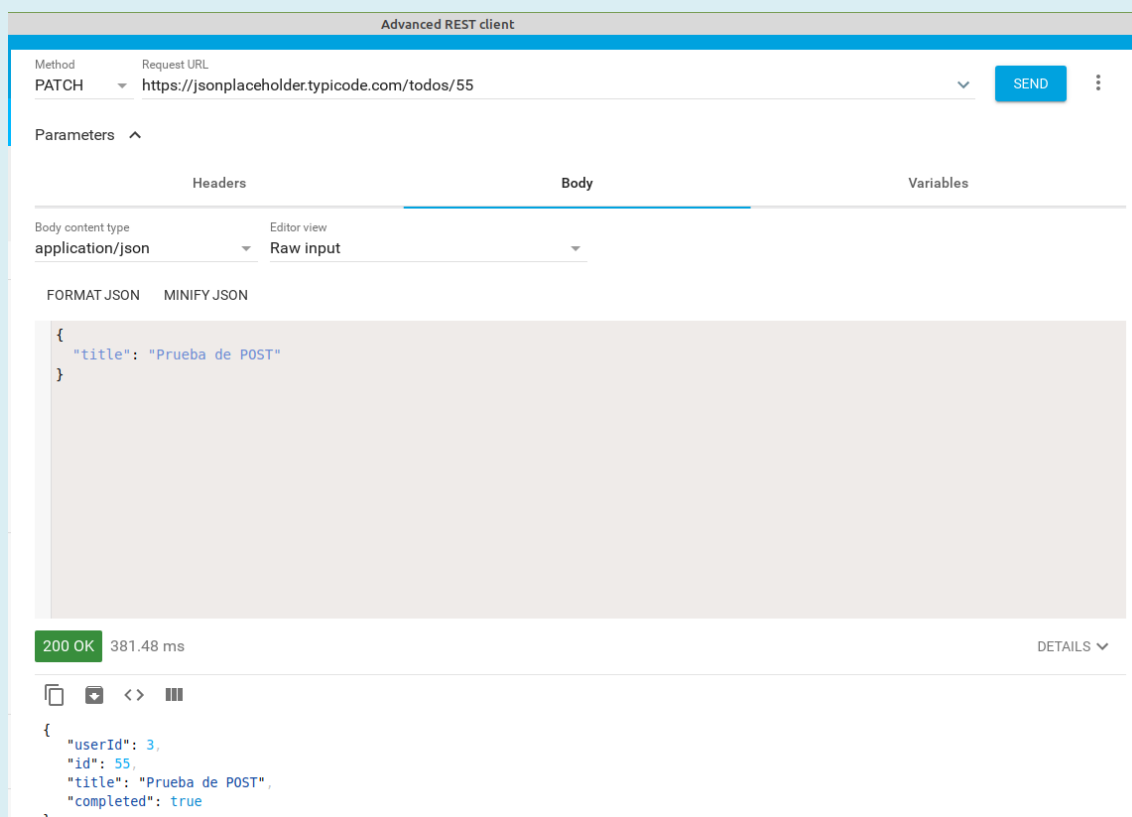 Advanced REST client
Method
Request URL
PATCH
https://jsonplaceholder.typicode.com/todos/55
SEND
Parameters
Headers
Body
Variables
Body content type
Editor view
application/json
Raw input
FORMAT JSON
MINIFY JSON
{
"title": "Prueba de POST"
}
200 OK
381.48 ms
DETAILS
{
"userId": 3,
"id": 55,
"title": "Prueba de POST",
"completed": true
}